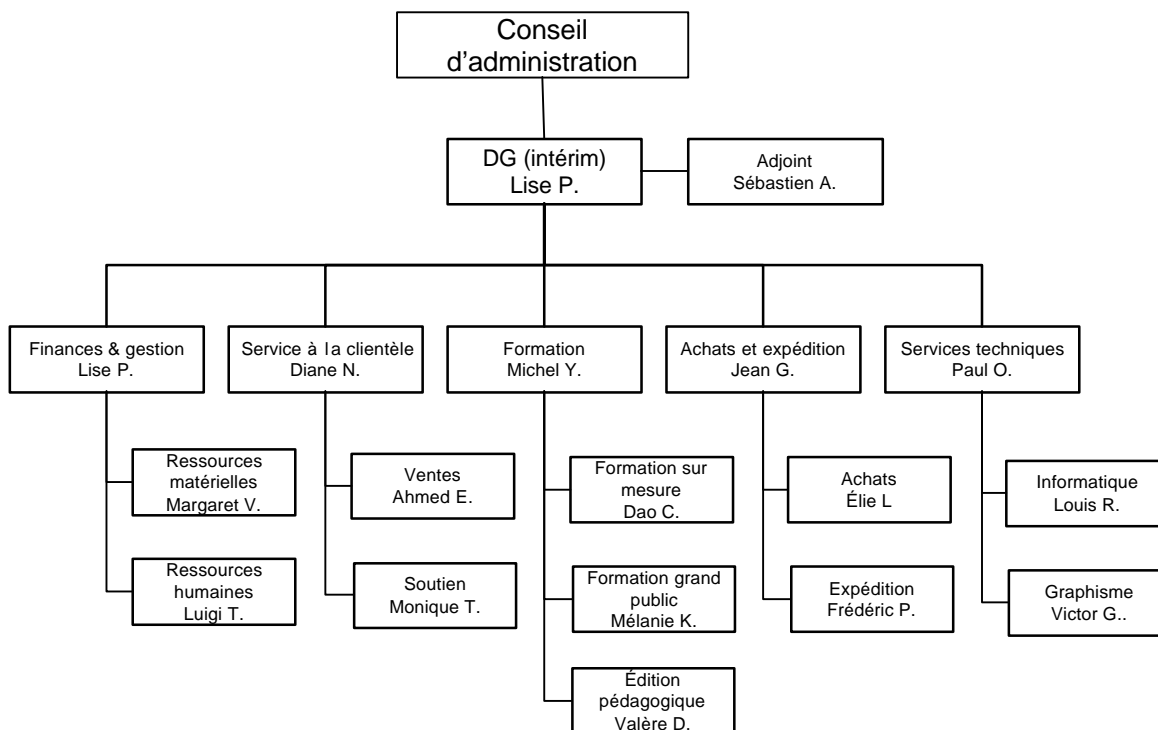 Conseil
d'administration
DG (intérim)
Lise P.
Adjoint
Sébastien A.
Finances & gestion
Lise P.
Service à la clientèle
Diane N.
Formation
Michel Y.
Achats et expédition
Jean G.
Services techniques
Paul O.
Ressources
matérielles
Margaret V.
Ventes
Ahmed E.
Formation sur
mesure
Dao C.
Achats
Élie L
Informatique
Louis R.
Ressources
humaines
Luigi T.
Soutien
Monique T.
Formation grand
public
Mélanie K.
Expédition
Frédéric P.
Graphisme
Victor G..
Édition
pédagogique
Valère D.